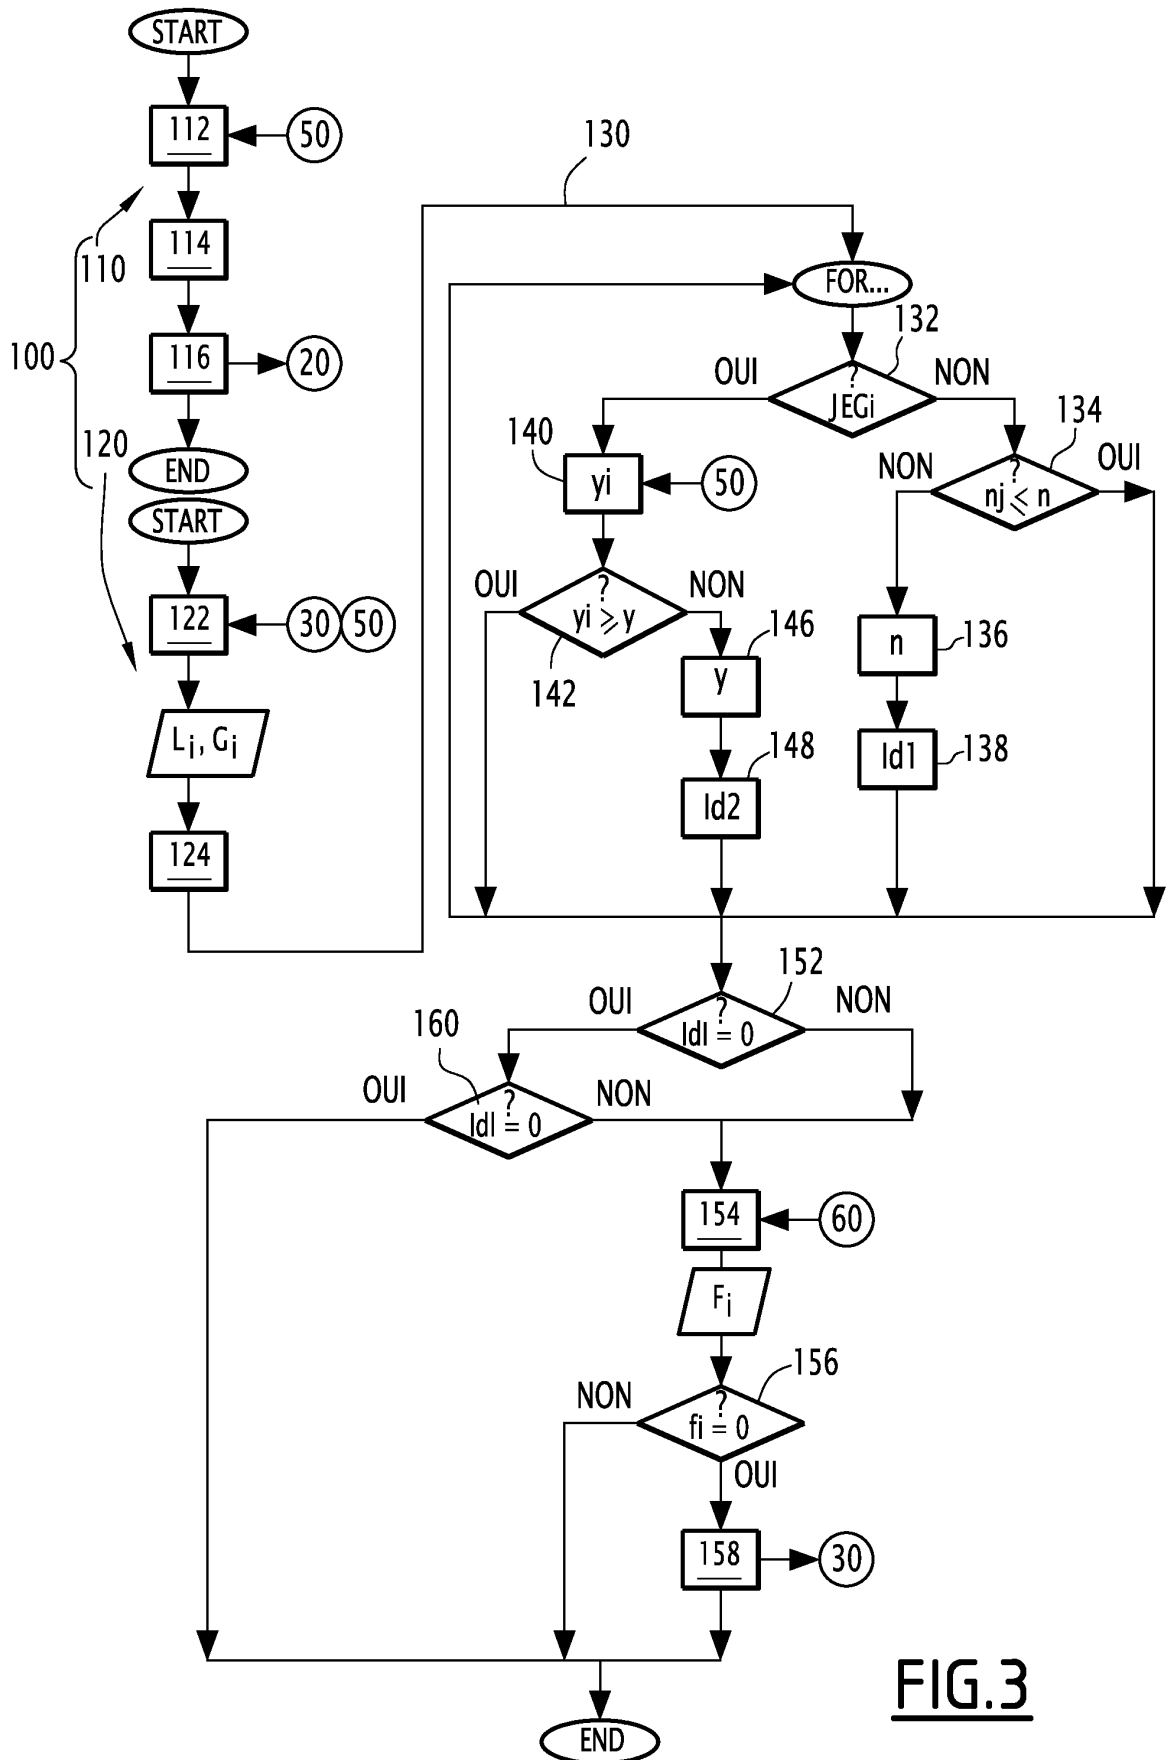 START
112
50
110
114
100
116
20
120
END
START
122
30
50
Li, Gi
124
130
FOR...
132
OUI
?
JEGi
NON
134
NON
?
nj ⩽ n
OUI
140
yi
50
OUI
?
yi ⩾ y
NON
142
146
y
148
Id2
n
136
Id1
138
152
OUI
?
IdI = 0
NON
160
OUI
?
IdI = 0
NON
154
60
Fi
156
NON
?
fi = 0
OUI
158
30
END
FIG.3